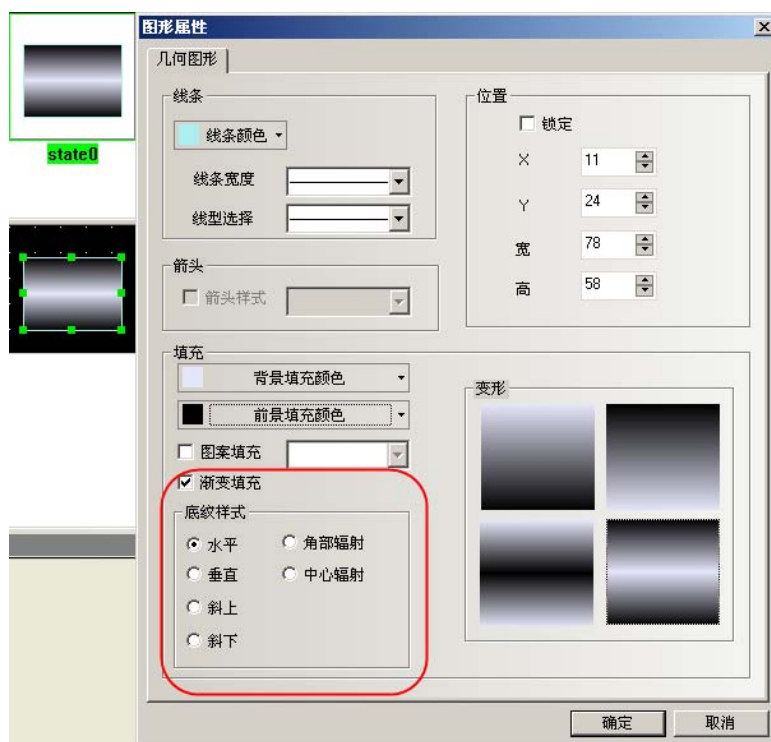 图形属性
几何图形
state0
线条
线条颜色
线条宽度
线型选择
箭头
箭头样式
位置
锁定
X 11
Y 24
宽 78
高 58
填充
背景填充颜色
前景填充颜色
图案填充
渐变填充
底纹样式
水平 角部辐射
垂直 中心辐射
斜上
斜下
变形
确定 取消